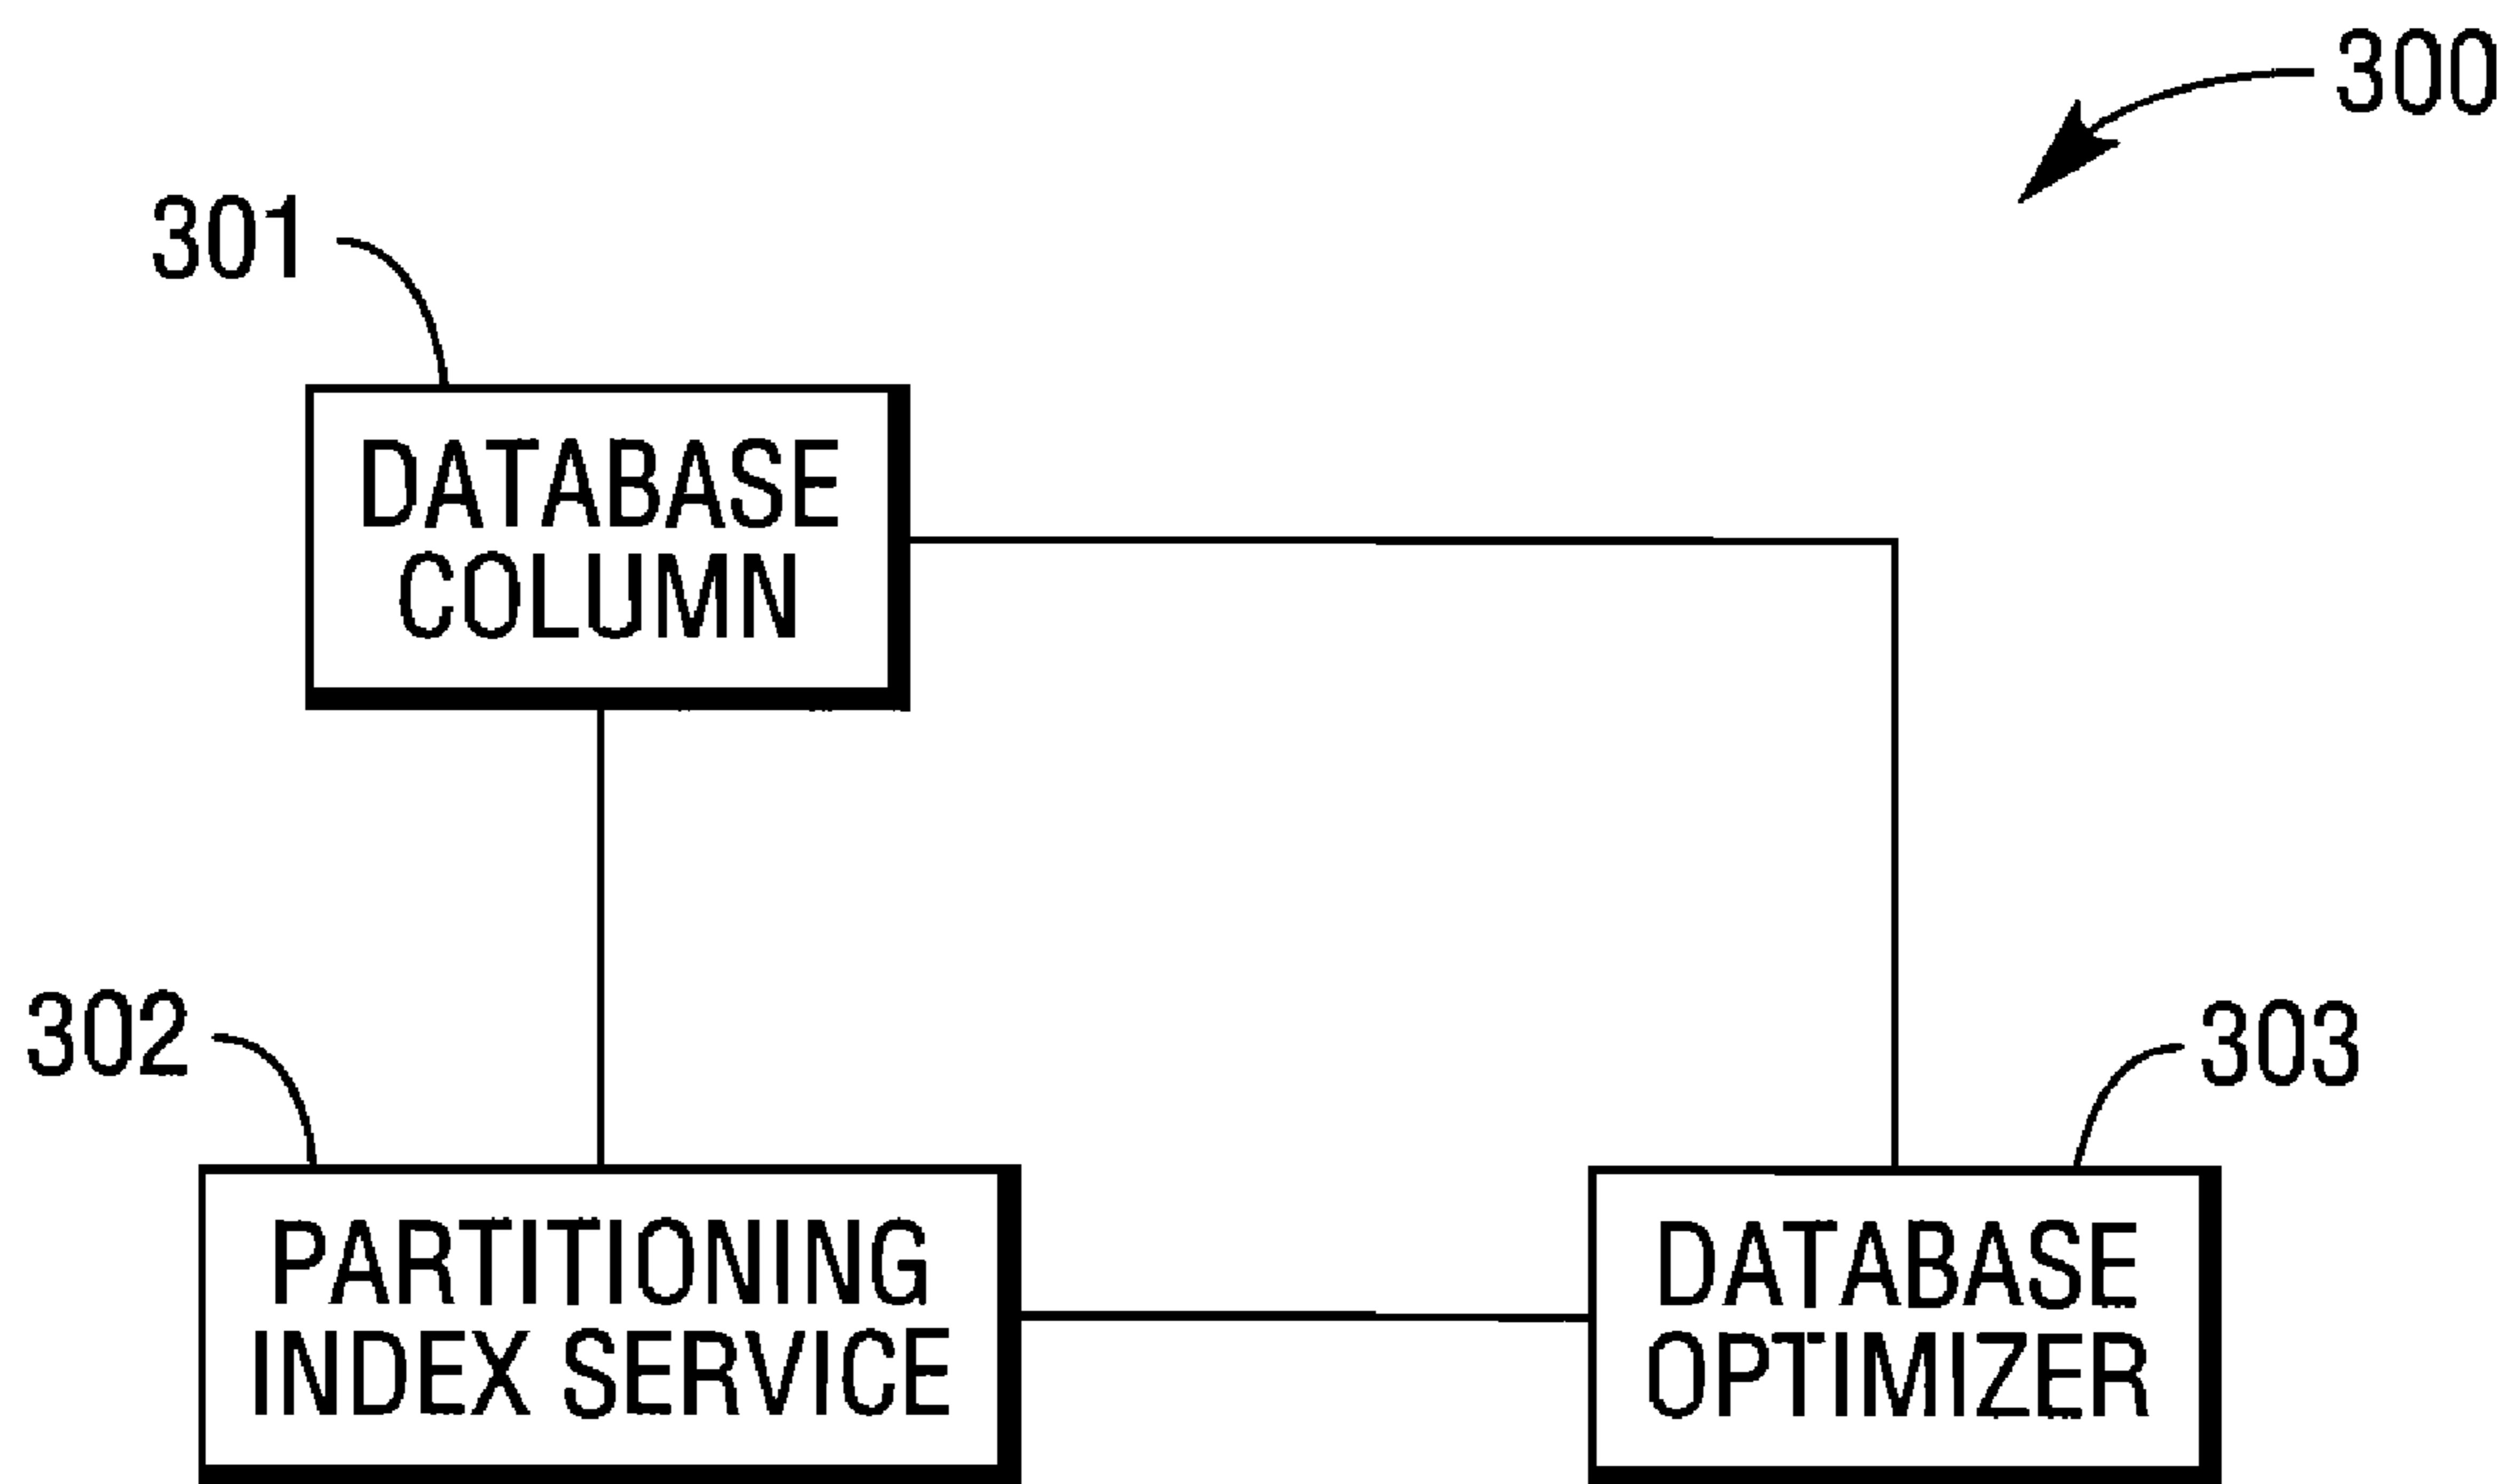 300
301
DATABASE
COLUMN
302
303
PARTITIONING
INDEX SERVICE
DATABASE
OPTIMIZER